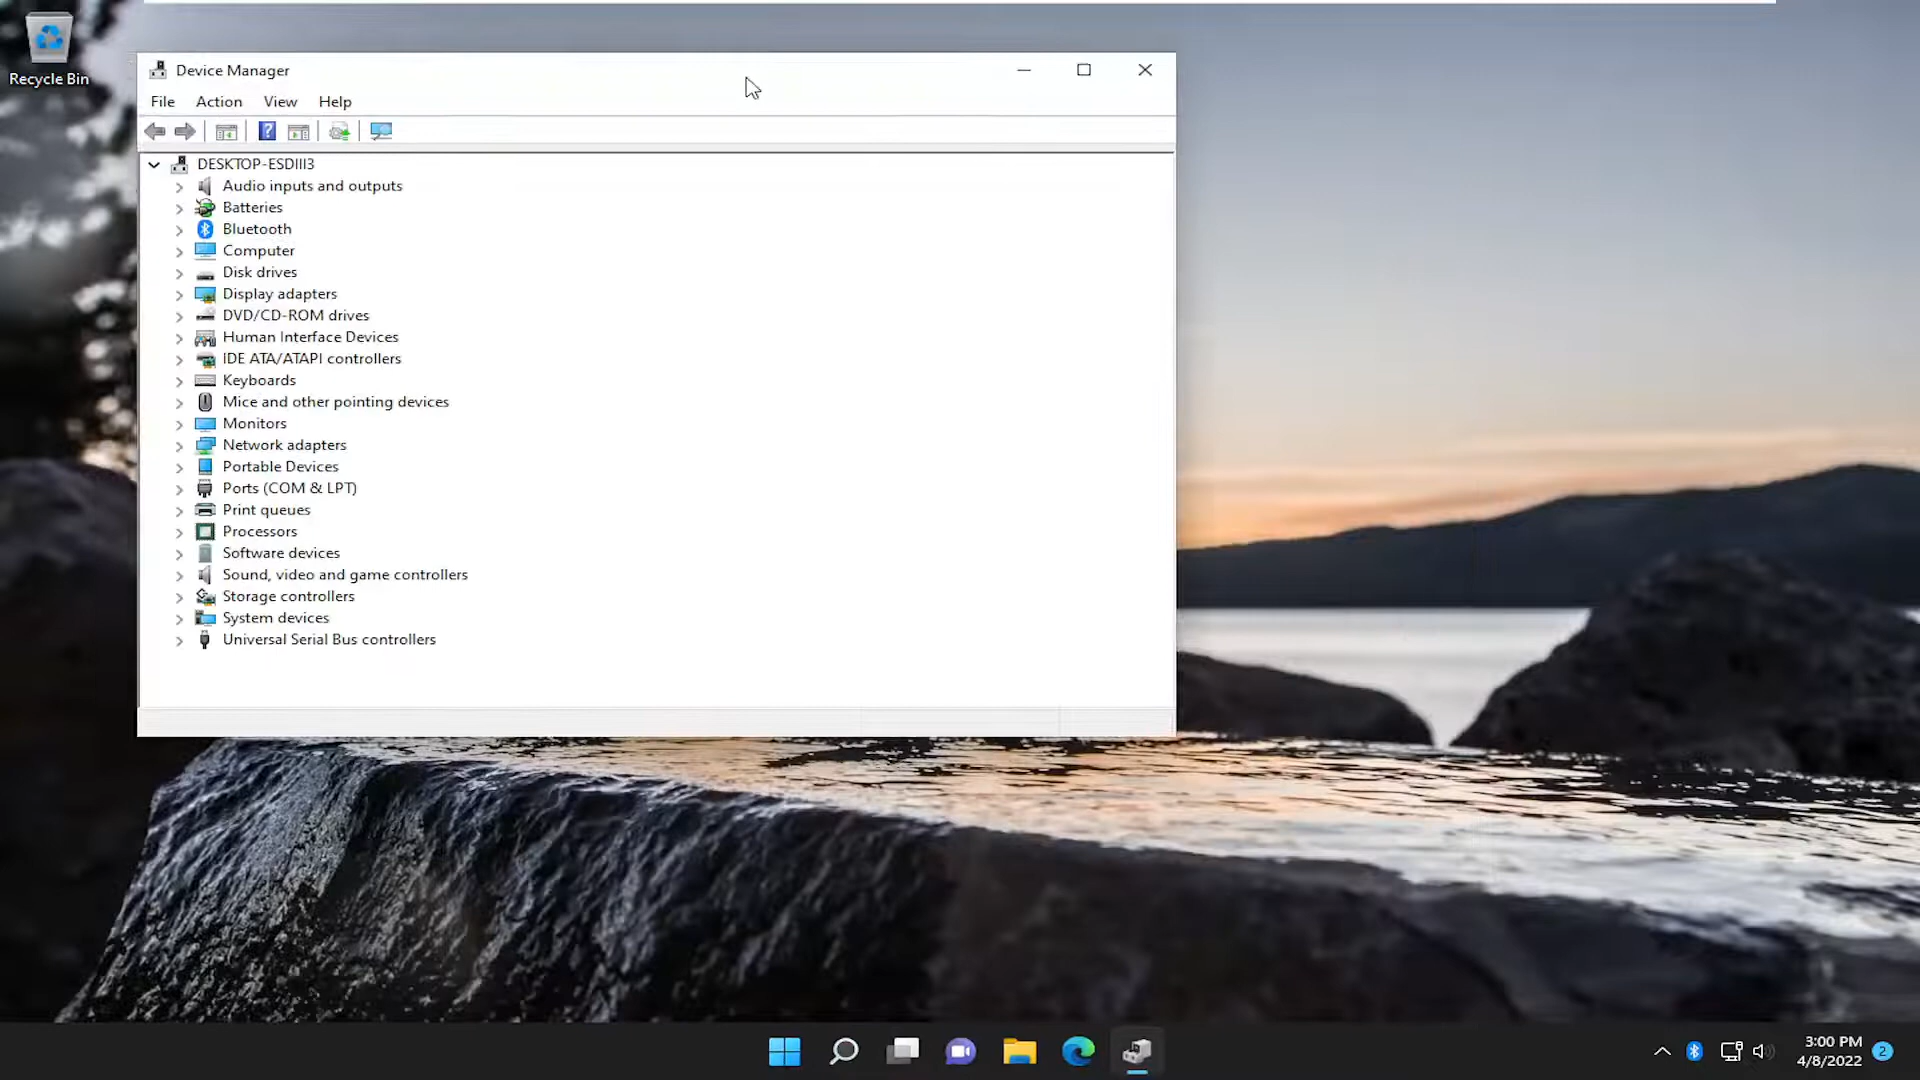 Recycle Bin
Device Manager
File Action View Help
DESKTOP-ESDIII3
Audio inputs and outputs
Batteries
Bluetooth
Computer
Disk drives
Display adapters
DVD/CD-ROM drives
Human Interface Devices
IDE ATA/ATAPI controllers
Keyboards
Mice and other pointing devices
Monitors
Network adapters
Portable Devices
Ports (COM & LPT)
Print queues
Processors
Software devices
Sound, video and game controllers
Storage controllers
System devices
Universal Serial Bus controllers
3:00 PM
4/8/2022
2